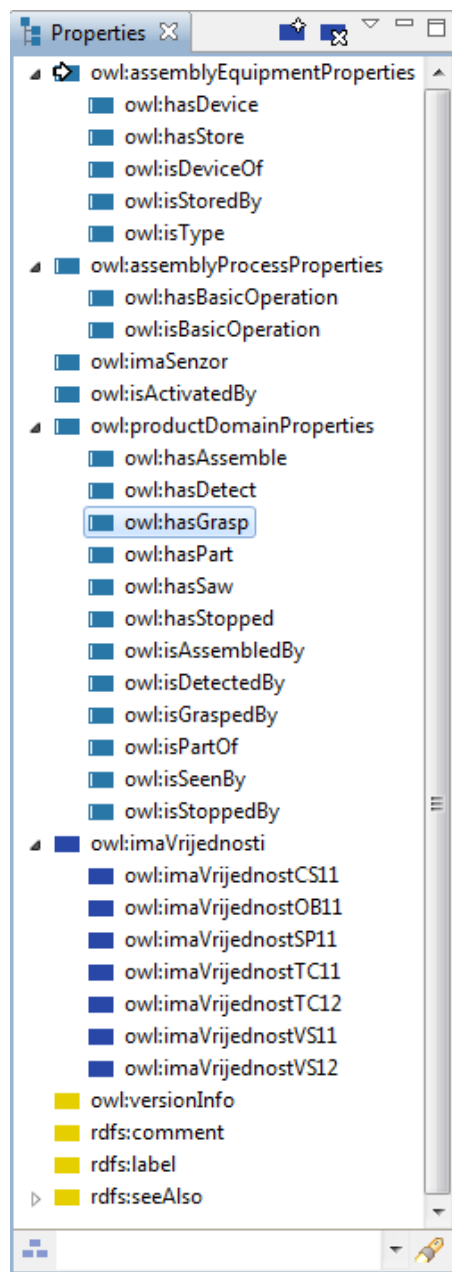 Properties
owl:assemblyEquipmentProperties
owl:hasDevice
owl:hasStore
owl:isDeviceOf
owl:isStoredBy
owl:isType
owl:assemblyProcessProperties
owl:hasBasicOperation
owl:isBasicOperation
owl:imaSenzor
owl:isActivatedBy
owl:productDomainProperties
owl:hasAssemble
owl:hasDetect
owl:hasGrasp
owl:hasPart
owl:hasSaw
owl:hasStopped
owl:isAssembledBy
owl:isDetectedBy
owl:isGraspedBy
owl:isPartOf
owl:isSeenBy
owl:isStoppedBy
owl:imaVrijednosti
owl:imaVrijednostCS11
owl:imaVrijednostOB11
owl:imaVrijednostSP11
owl:imaVrijednostTC11
owl:imaVrijednostTC12
owl:imaVrijednostVS11
owl:imaVrijednostVS12
owl:versionInfo
rdfs:comment
rdfs:label
rdfs:seeAlso